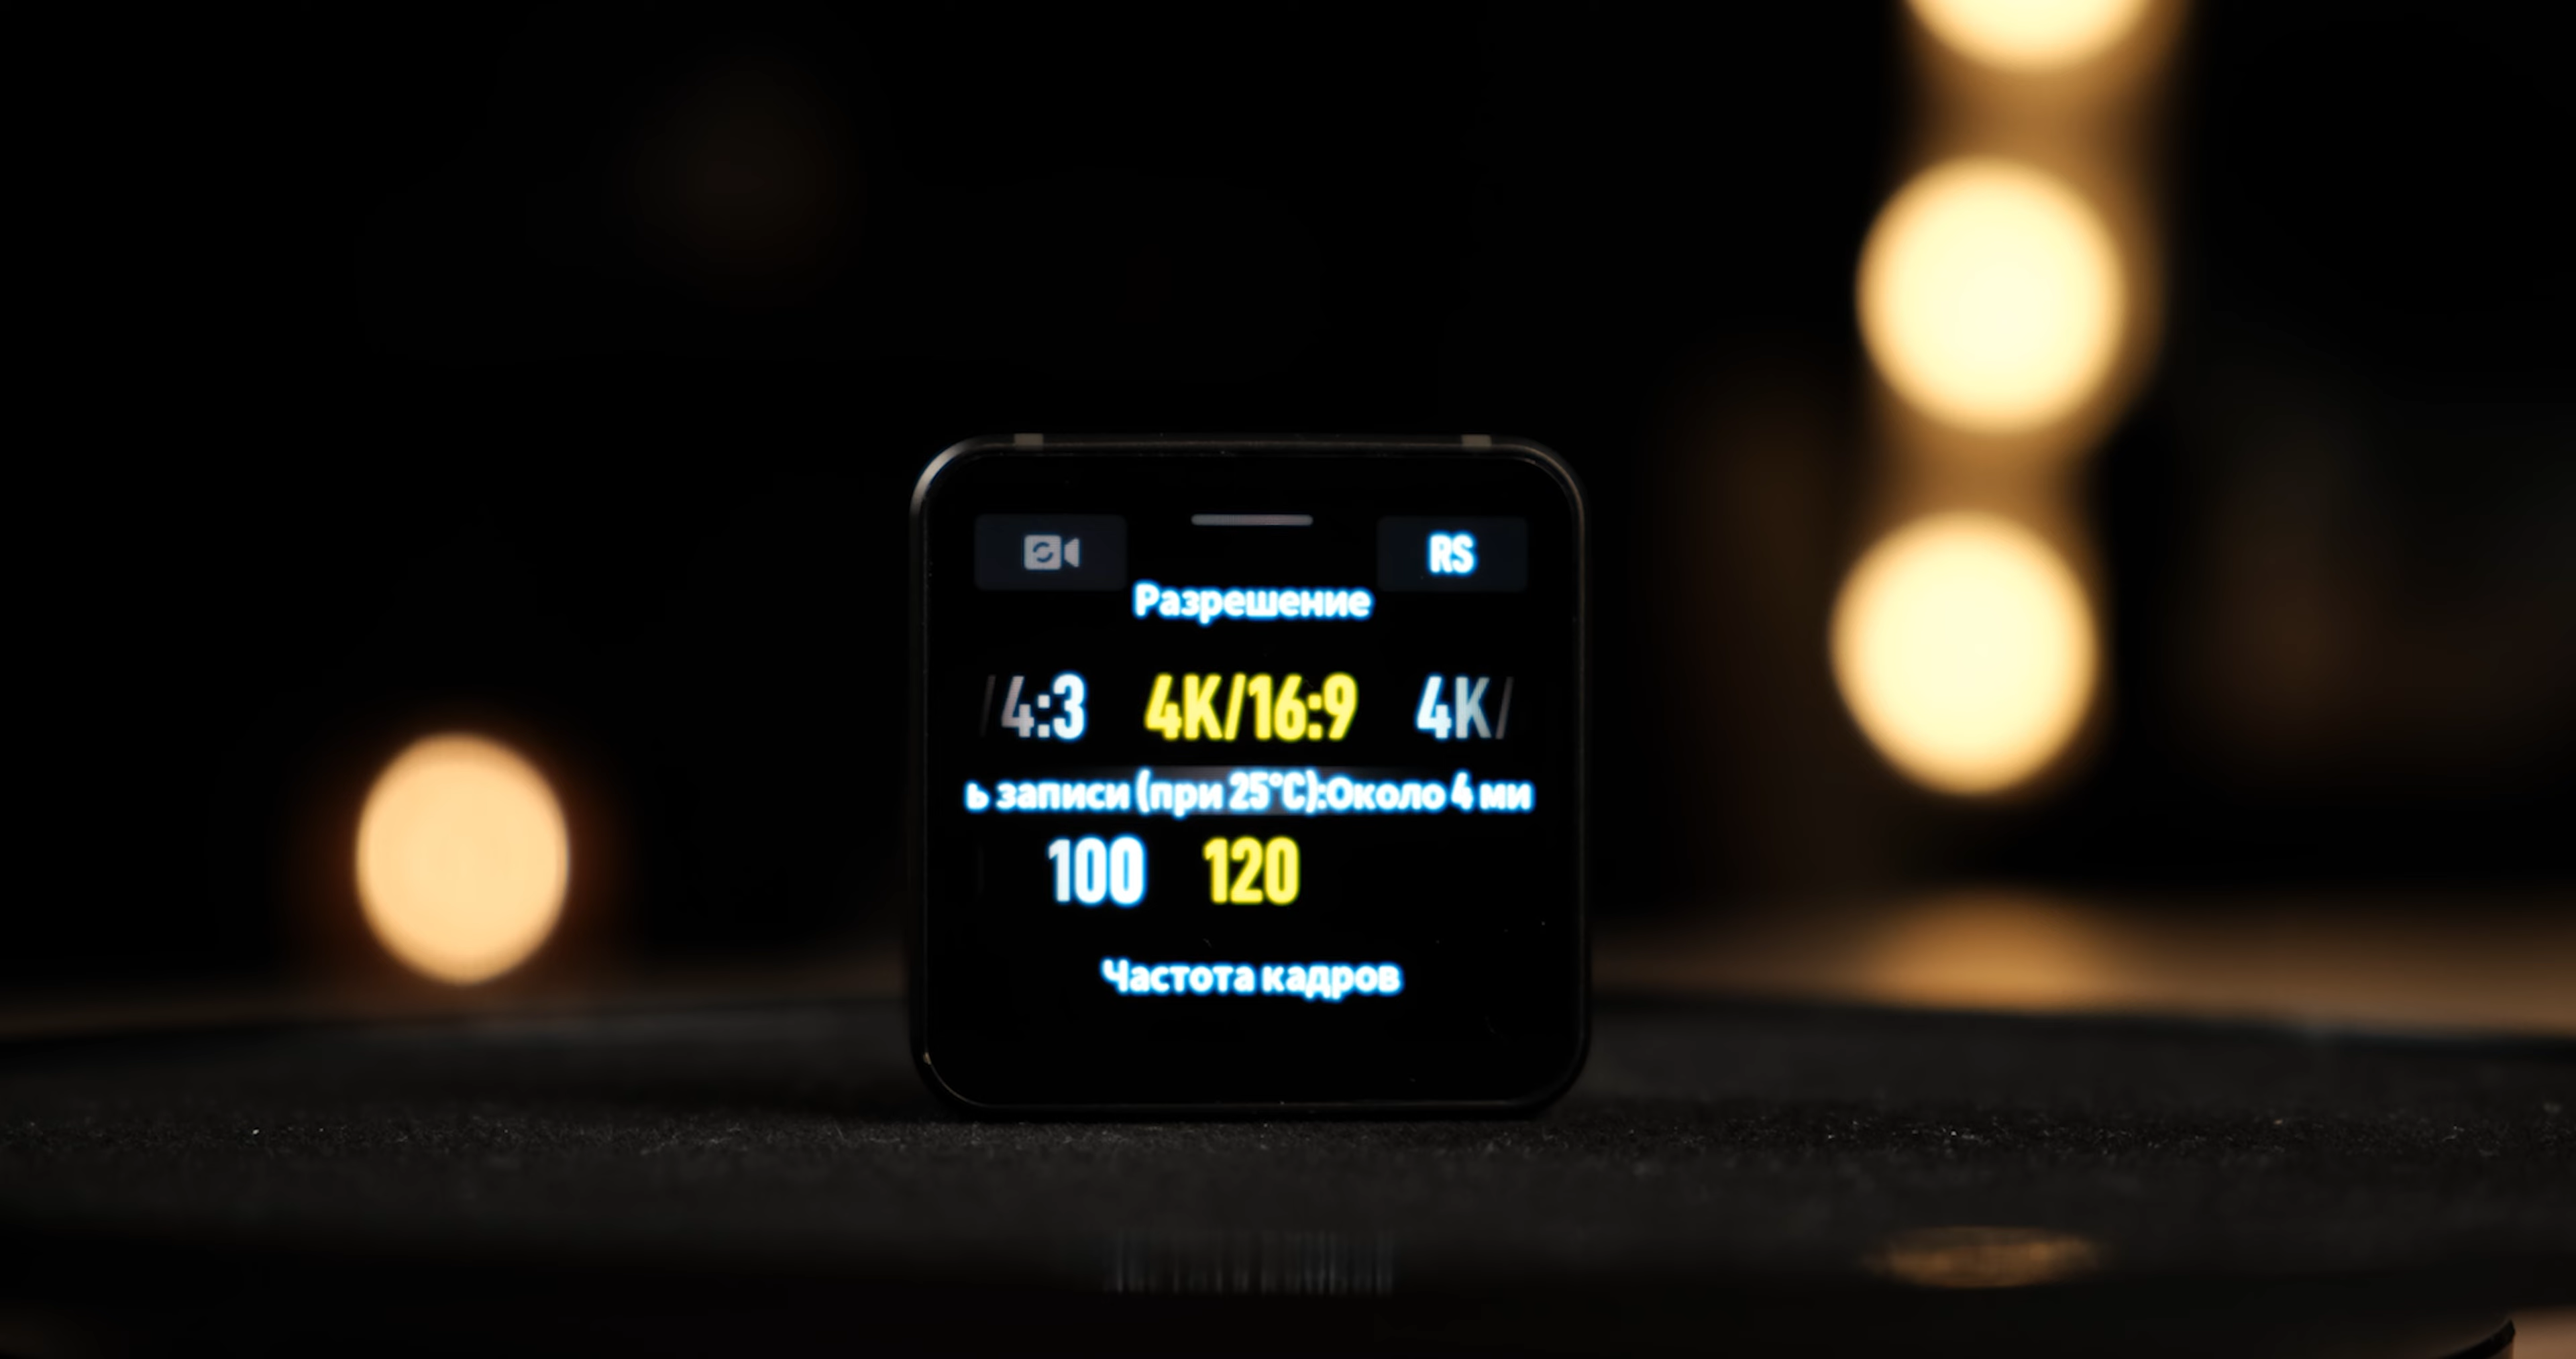 RS
Разрешение
/4:3 4K/16:9 4K/
ь записи (при 25°C):Около 4 ми
100 120
Частота кадров